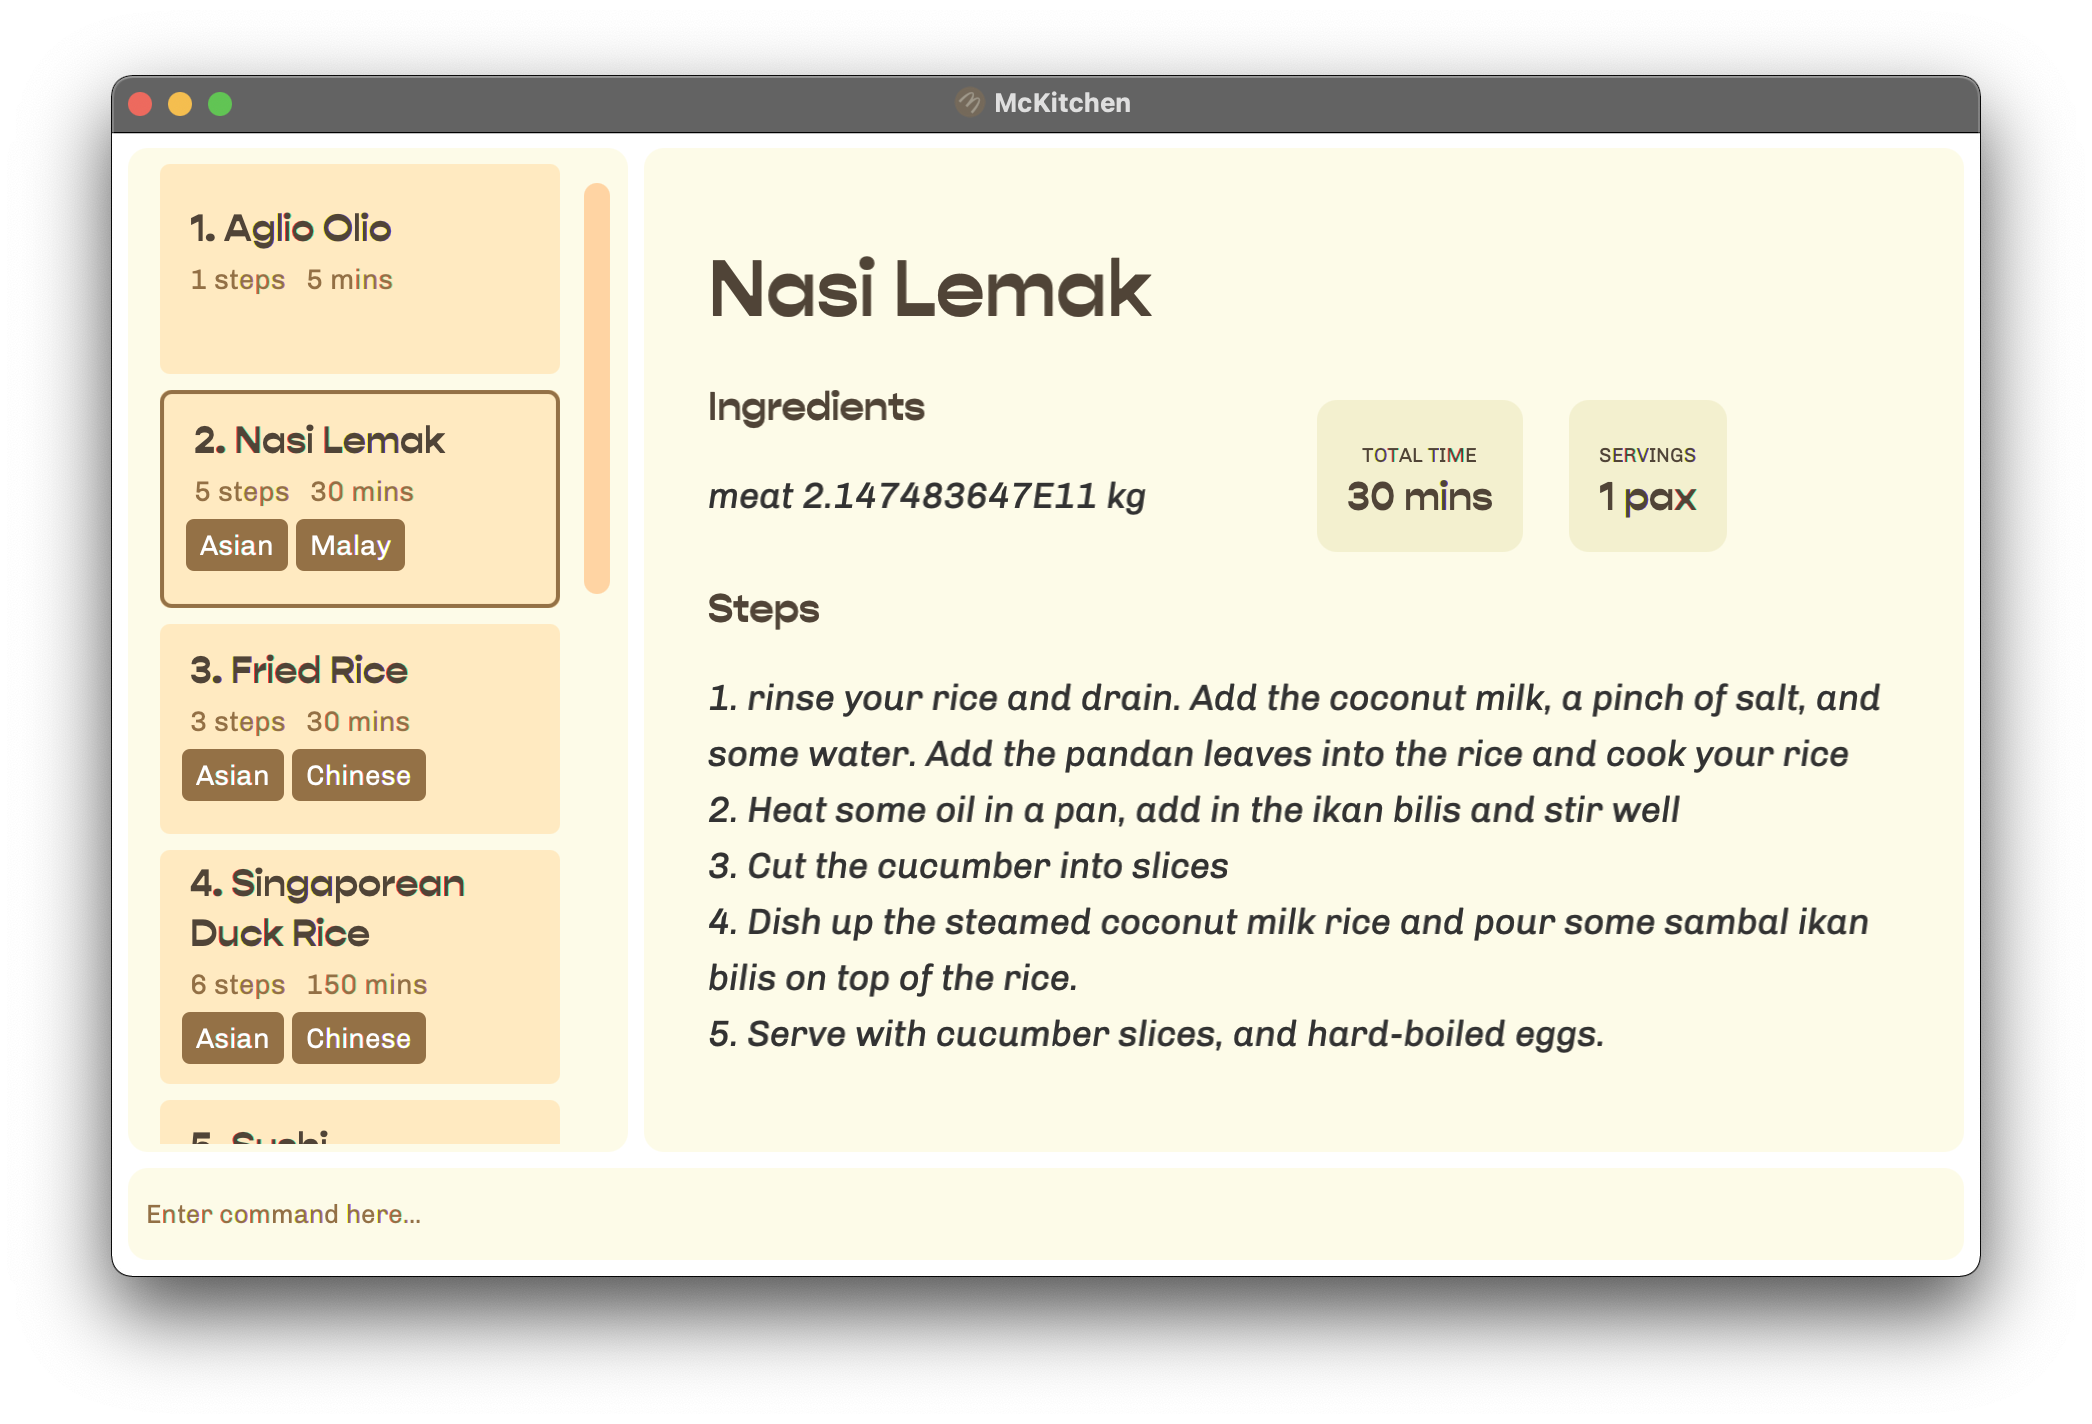 McKitchen
1. Aglio Olio
1 steps 5 mins
2. Nasi Lemak
5 steps 30 mins
Asian Malay
3. Fried Rice
3 steps 30 mins
Asian Chinese
4. Singaporean
Duck Rice
6 steps 150 mins
Asian Chinese
5. Sushi
Nasi Lemak
Ingredients
meat 2.147483647E11 kg
TOTAL TIME
30 mins
SERVINGS
1 pax
Steps
1. rinse your rice and drain. Add the coconut milk, a pinch of salt, and
some water. Add the pandan leaves into the rice and cook your rice
2. Heat some oil in a pan, add in the ikan bilis and stir well
3. Cut the cucumber into slices
4. Dish up the steamed coconut milk rice and pour some sambal ikan
bilis on top of the rice.
5. Serve with cucumber slices, and hard-boiled eggs.
Enter command here...